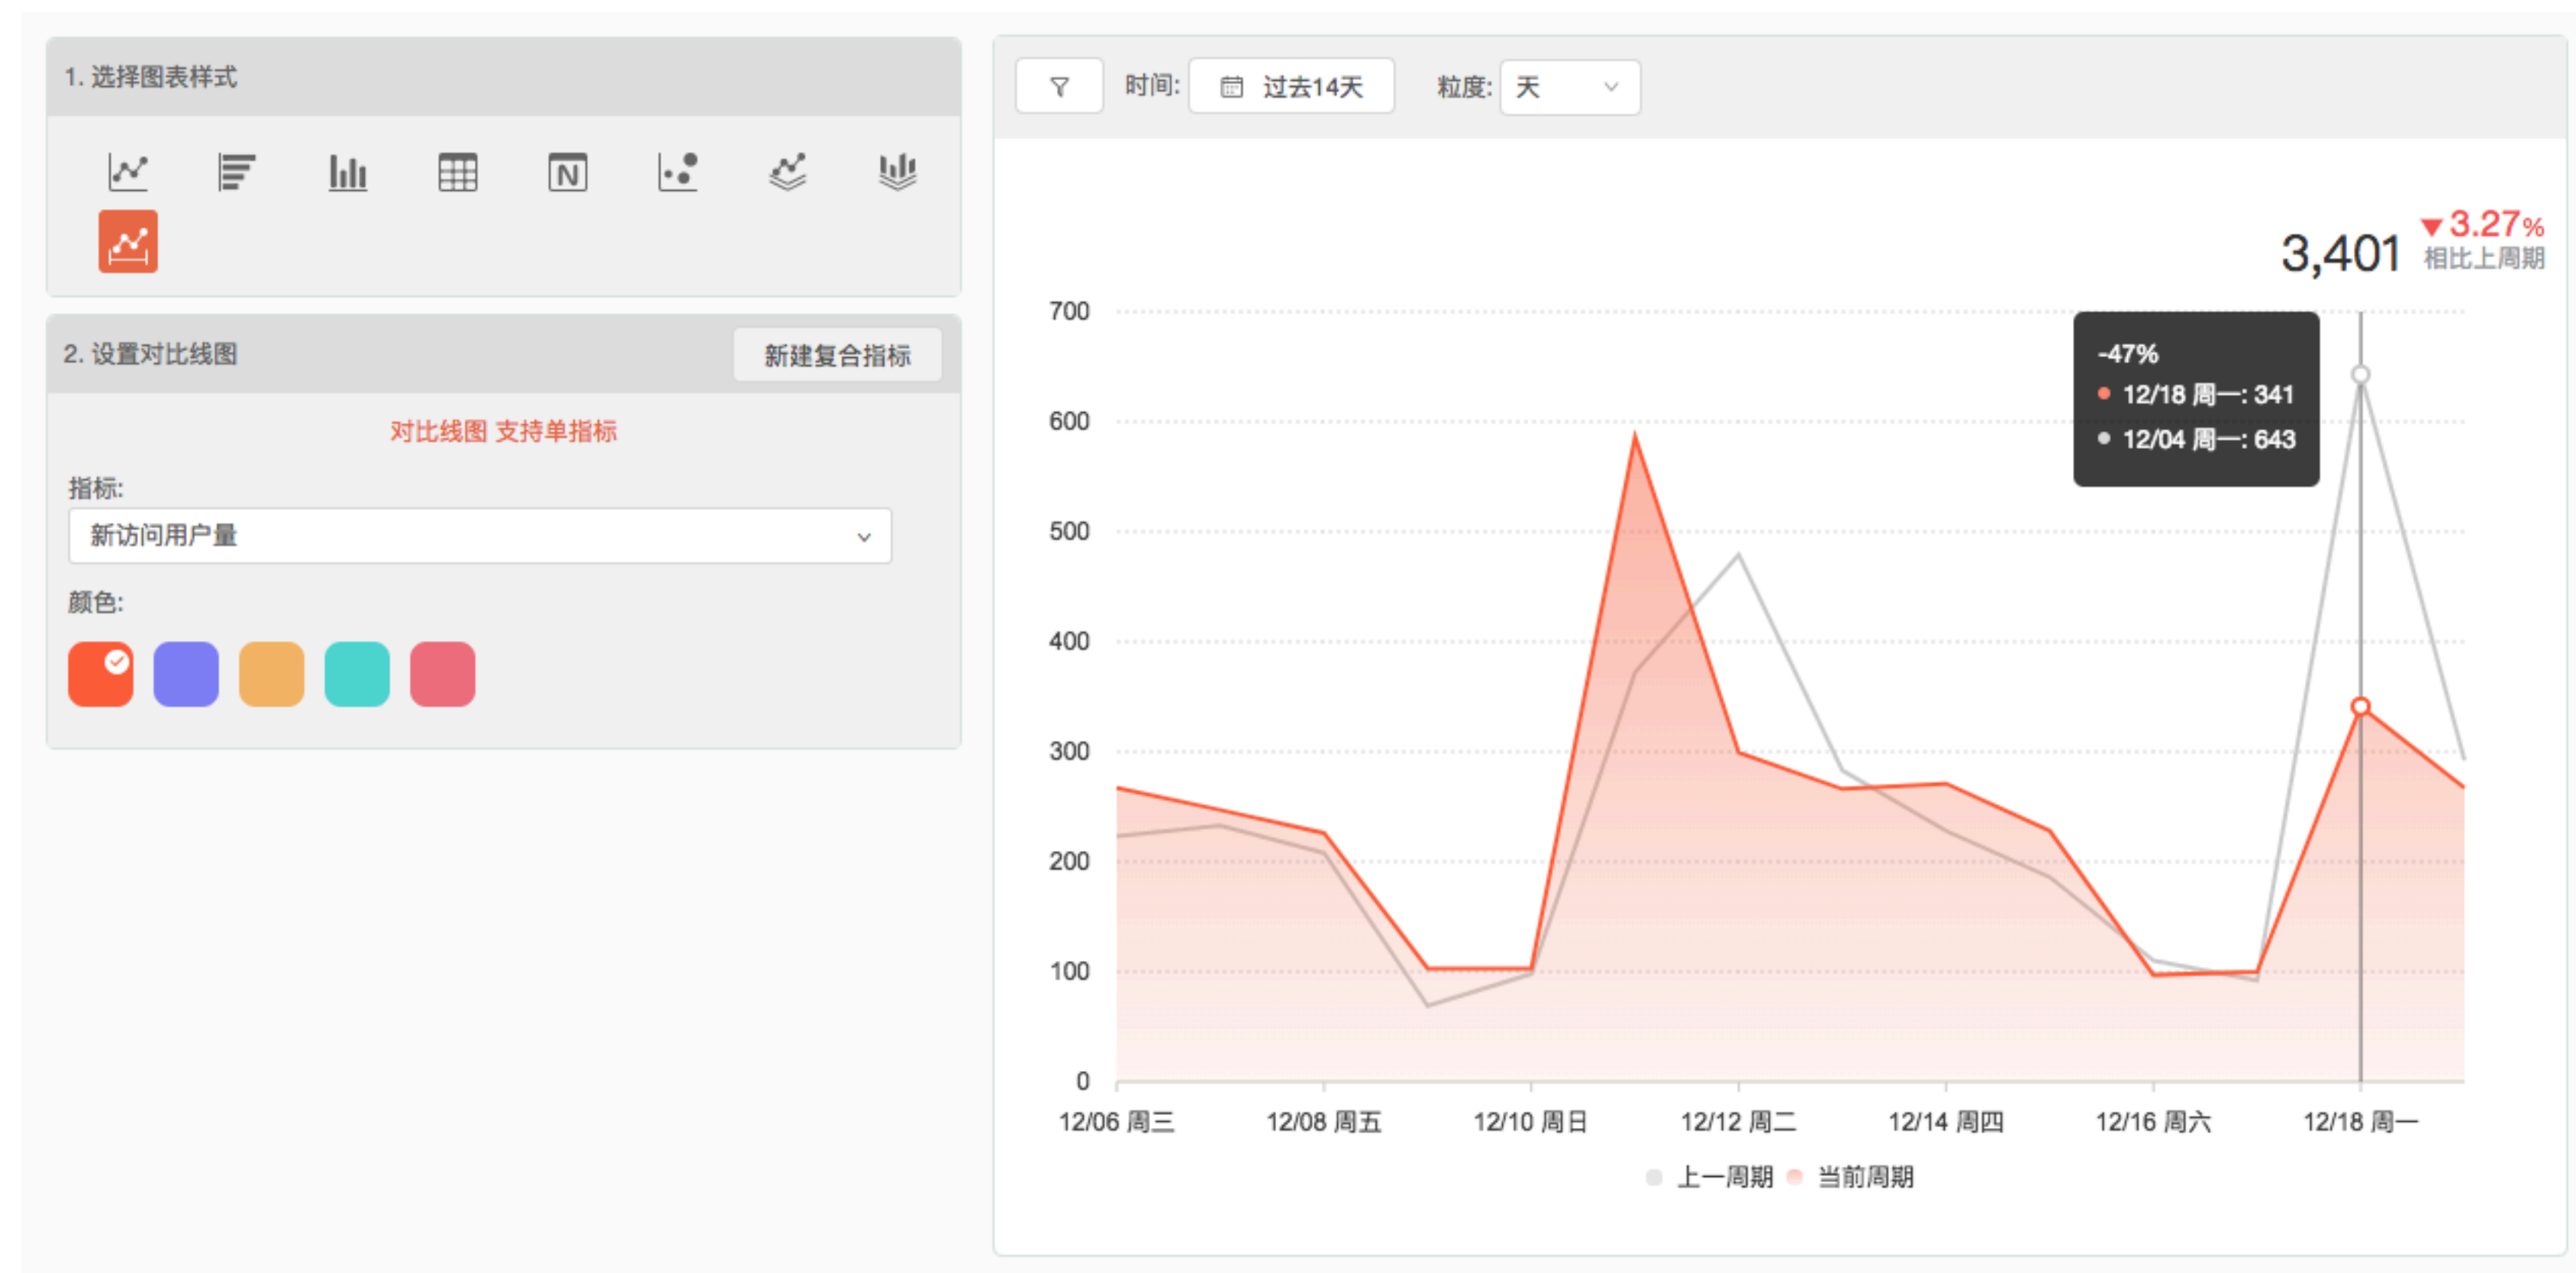 1. 选择图表样式
N
2. 设置对比线图
新建复合指标
对比线图 支持单指标
指标:
新访问用户量
颜色:
时间: 过去14天 粒度: 天
3,401
3.27%
相比上周期
700
600
500
400
300
200
100
0
-47%
12/18 周一: 341
12/04 周一: 643
12/06 周三 12/08 周五 12/10 周日 12/12 周二 12/14 周四 12/16 周六 12/18 周一
上一周期 当前周期